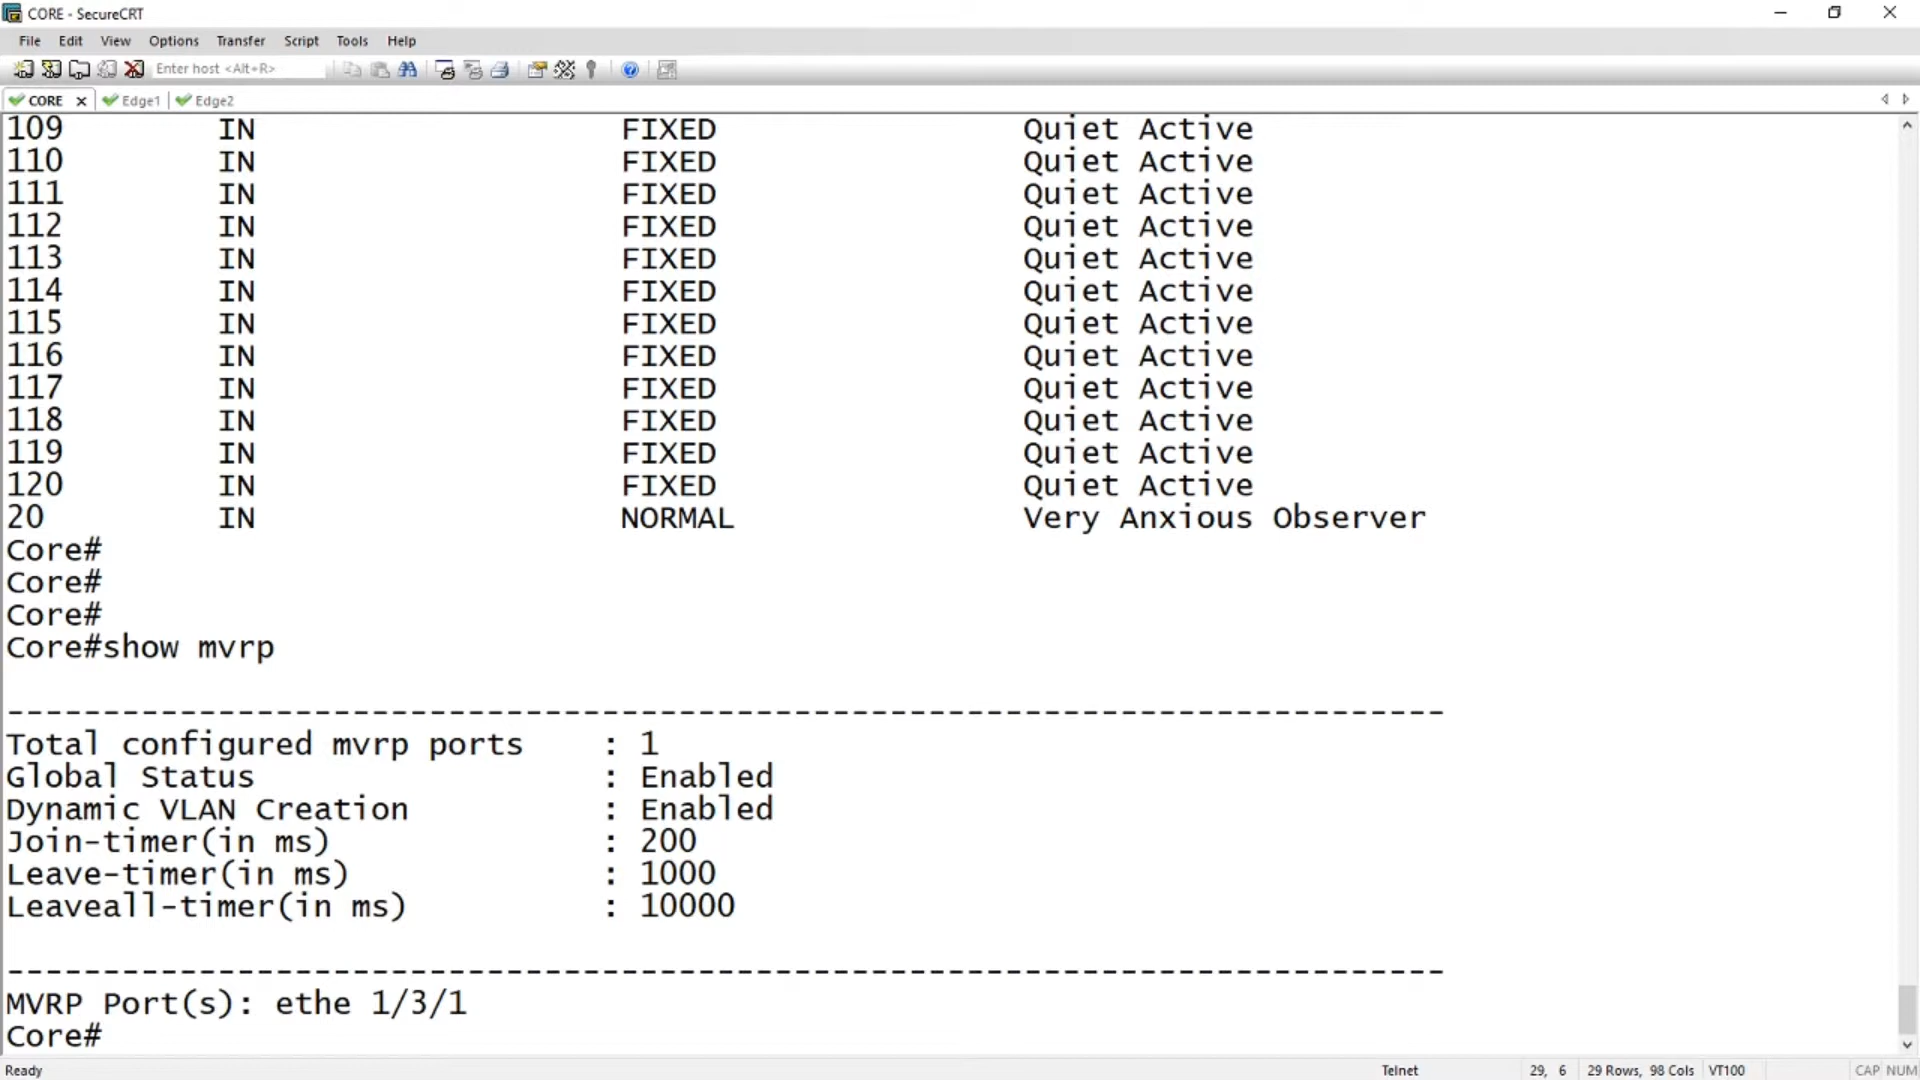 CORE - SecureCRT
File Edit View Options Transfer Script Tools Help
Enter host <Alt+R>
CORE Edge1 Edge2
109 IN FIXED Quiet Active
110 IN FIXED Quiet Active
111 IN FIXED Quiet Active
112 IN FIXED Quiet Active
113 IN FIXED Quiet Active
114 IN FIXED Quiet Active
115 IN FIXED Quiet Active
116 IN FIXED Quiet Active
117 IN FIXED Quiet Active
118 IN FIXED Quiet Active
119 IN FIXED Quiet Active
120 IN FIXED Quiet Active
20 IN NORMAL Very Anxious Observer
Core#
Core#
Core#
Core#show mvrp
---------------------------------------------------------------------------
Total configured mvrp ports : 1
Global Status : Enabled
Dynamic VLAN Creation : Enabled
Join-timer(in ms) : 200
Leave-timer(in ms) : 1000
Leaveall-timer(in ms) : 10000
---------------------------------------------------------------------------
MVRP Port(s): ethe 1/3/1
Core#
Ready Telnet 29, 6 29 Rows, 98 Cols VT100 CAP NUM